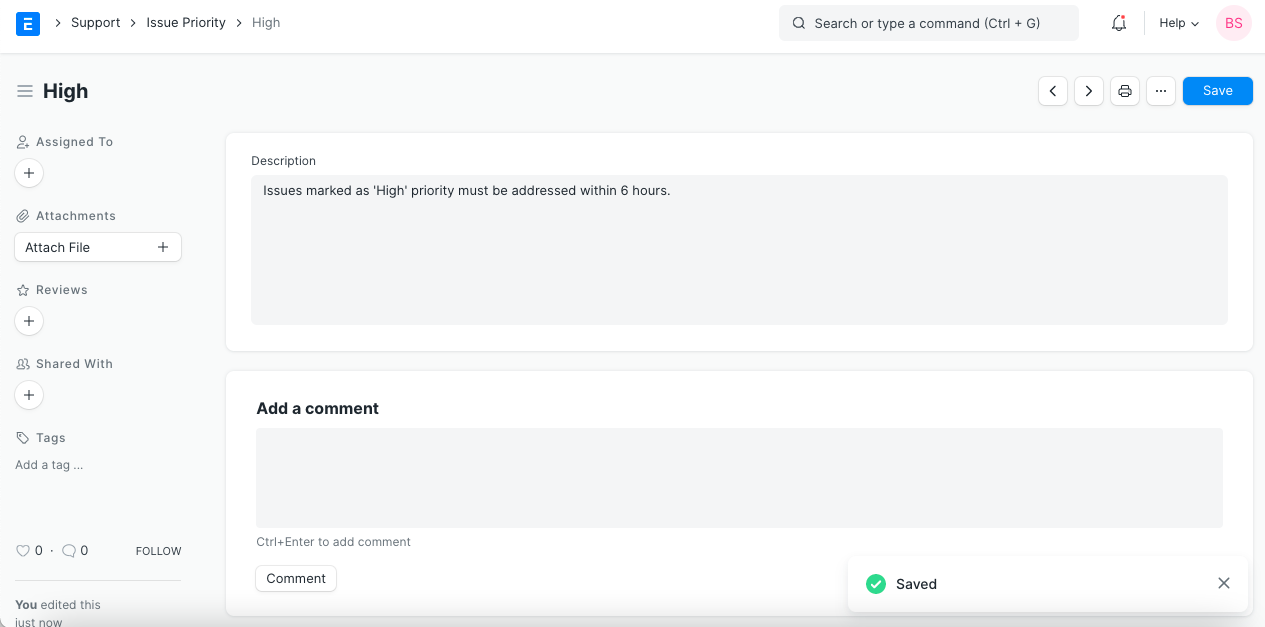 E Support Issue Priority High Search or type a command (Ctrl + G) Help BS
High Save
Assigned To
Attachments
Attach File
Reviews
Shared With
Tags
Add a tag ...
0 · 0 FOLLOW
You edited this
just now
Description
Issues marked as 'High' priority must be addressed within 6 hours.
Add a comment
Ctrl+Enter to add comment
Comment
Saved